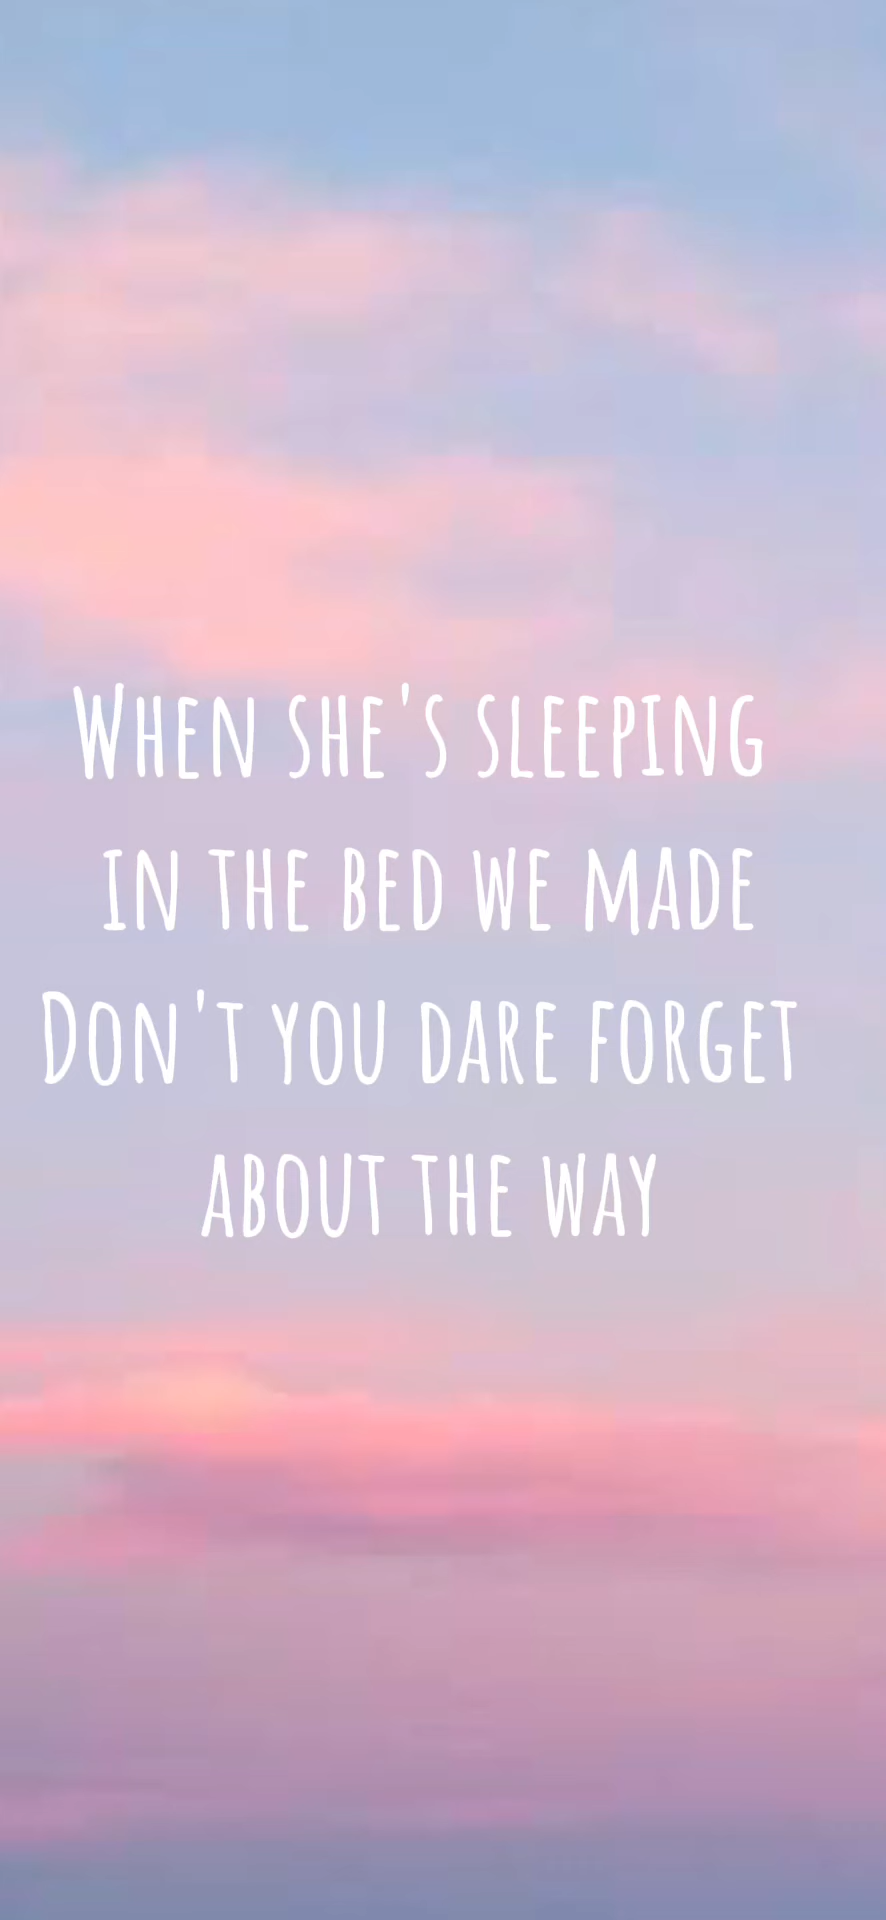 When she's sleeping
in the bed we made
Don't you dare forget
about the way